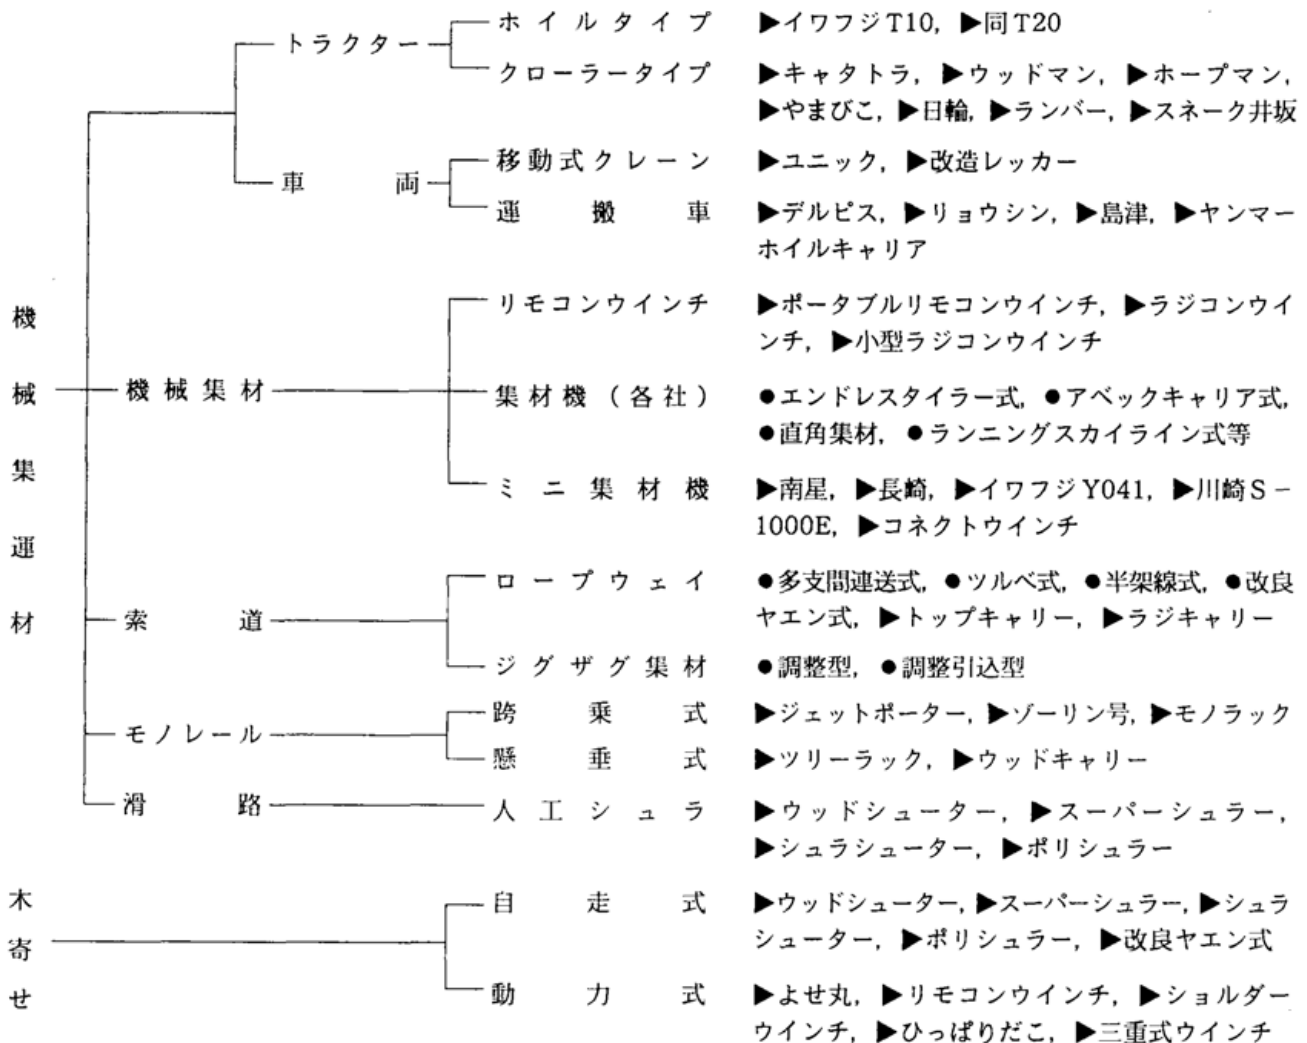 機械集運材
トラクター
ホイルタイプ ▶イワフジT10, ▶同T20
クローラータイプ ▶キャタトラ, ▶ウッドマン, ▶ホープマン,
▶やまびこ, ▶日輪, ▶ランバー, ▶スネーク井坂
車両
移動式クレーン ▶ユニック, ▶改造レッカー
運搬車 ▶デルピス, ▶リョウシン, ▶島津, ▶ヤンマー
ホイルキャリア
機械集材
リモコンウインチ ▶ポータブルリモコンウインチ, ▶ラジコンウイ
ンチ, ▶小型ラジコンウインチ
集材機(各社) ●エンドレスタイラー式, ●アベックキャリア式,
●直角集材, ●ランニングスカイライン式等
ミニ集材機 ▶南星, ▶長崎, ▶イワフジY041, ▶川崎S-
1000E, ▶コネクトウインチ
索道
ロープウェイ ●多支間連送式, ●ツルベ式, ●半架線式, ●改良
ヤエン式, ▶トップキャリー, ▶ラジキャリー
ジグザグ集材 ●調整型, ●調整引込型
モノレール
跨乗式 ▶ジェットポーター, ▶ゾーリン号, ▶モノラック
懸垂式 ▶ツリーラック, ▶ウッドキャリー
滑路
人工シュラ ▶ウッドシューター, ▶スーパーシュラー,
▶シュラシューター, ▶ポリシュラー
木寄せ
自走式 ▶ウッドシューター, ▶スーパーシュラー, ▶シュラ
シューター, ▶ポリシュラー, ▶改良ヤエン式
動力式 ▶よせ丸, ▶リモコンウインチ, ▶ショルダー
ウインチ, ▶ひっぱりだこ, ▶三重式ウインチ